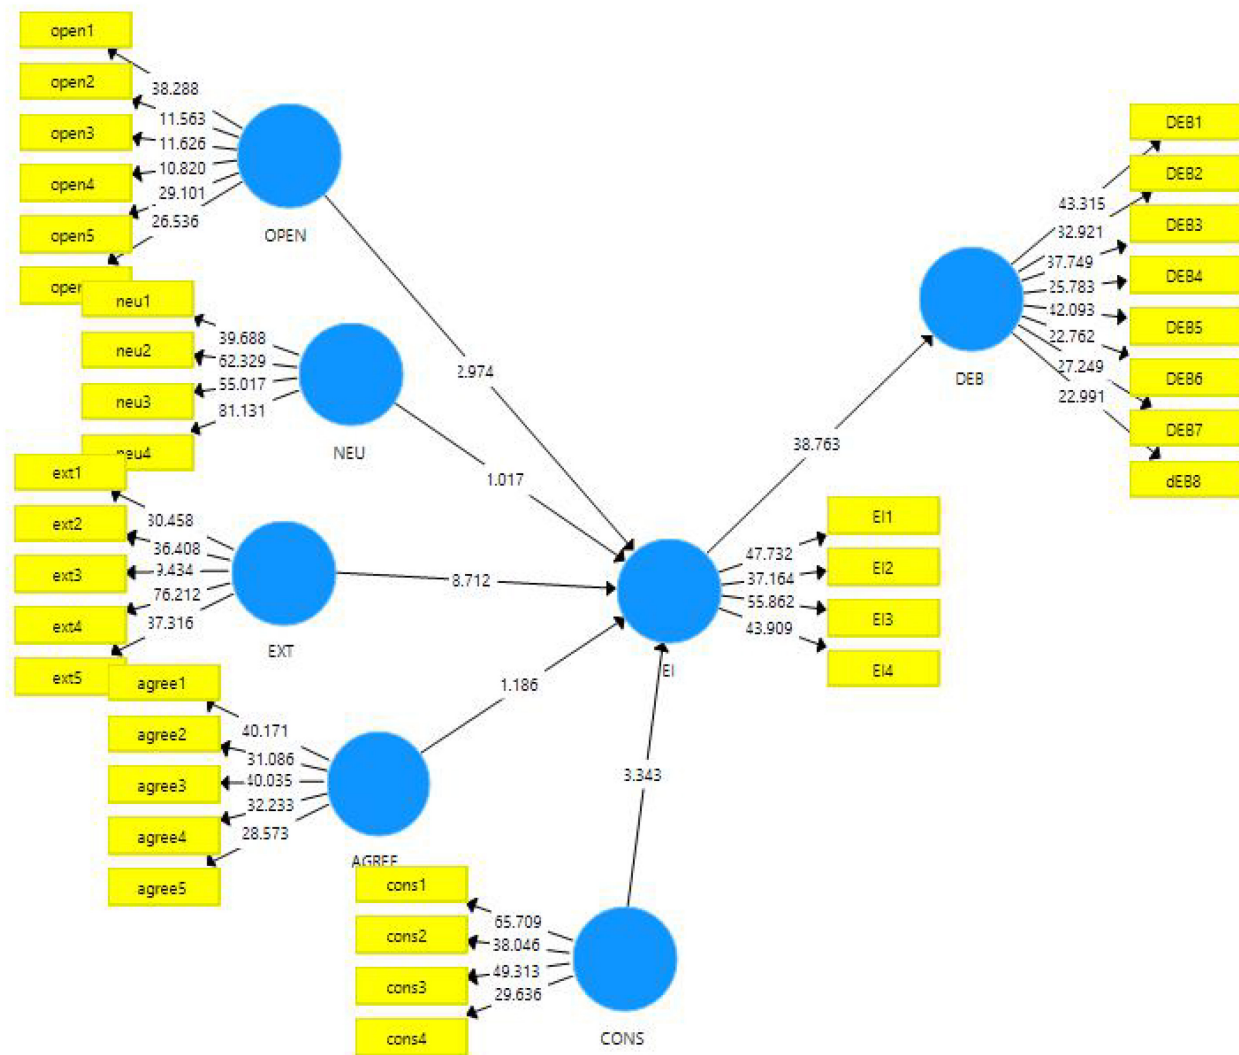 open1
open2
open3
open4
open5
38.288
11.563
11.626
10.820
29.101
26.536
OPEN
neu1
neu2
neu3
neu4
39.688
62.329
55.017
81.131
NEU
ext1
ext2
ext3
ext4
ext5
36.408
9.434
76.212
EXT
agree1
agree2
agree3
agree4
agree5
40.171
31.086
40.035
32.233
28.573
AGREE
cons1
cons2
cons3
cons4
65.709
38.046
49.313
29.636
CONS
2.974
1.017
8.712
1.186
3.343
EI
47.732
37.164
55.862
43.909
EI1
EI2
EI3
EI4
38.763
DEB
43.315
32.921
37.749
25.783
42.093
22.762
27.249
22.991
DEB1
DEB2
DEB3
DEB4
DEB5
DEB6
DEB7
dEB8